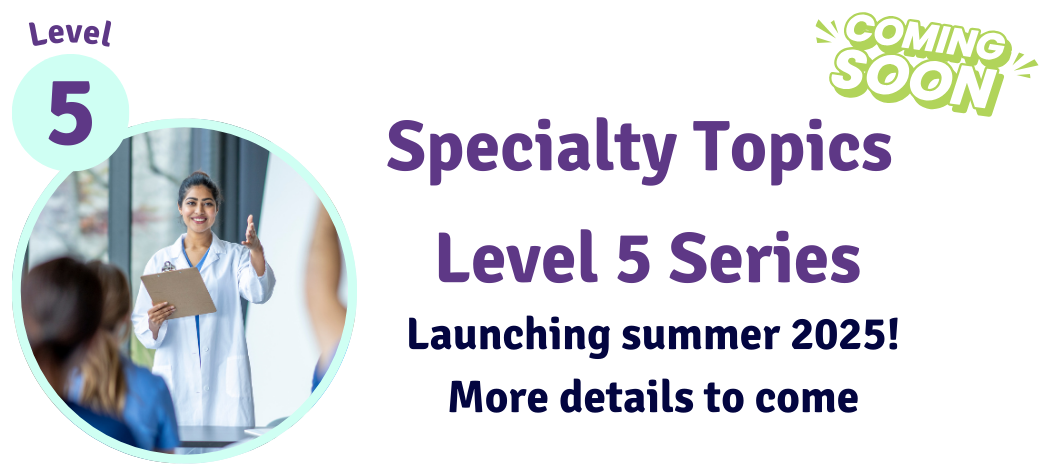 Level
5
COMING
SOON
Specialty Topics
Level 5 Series
Launching summer 2025!
More details to come